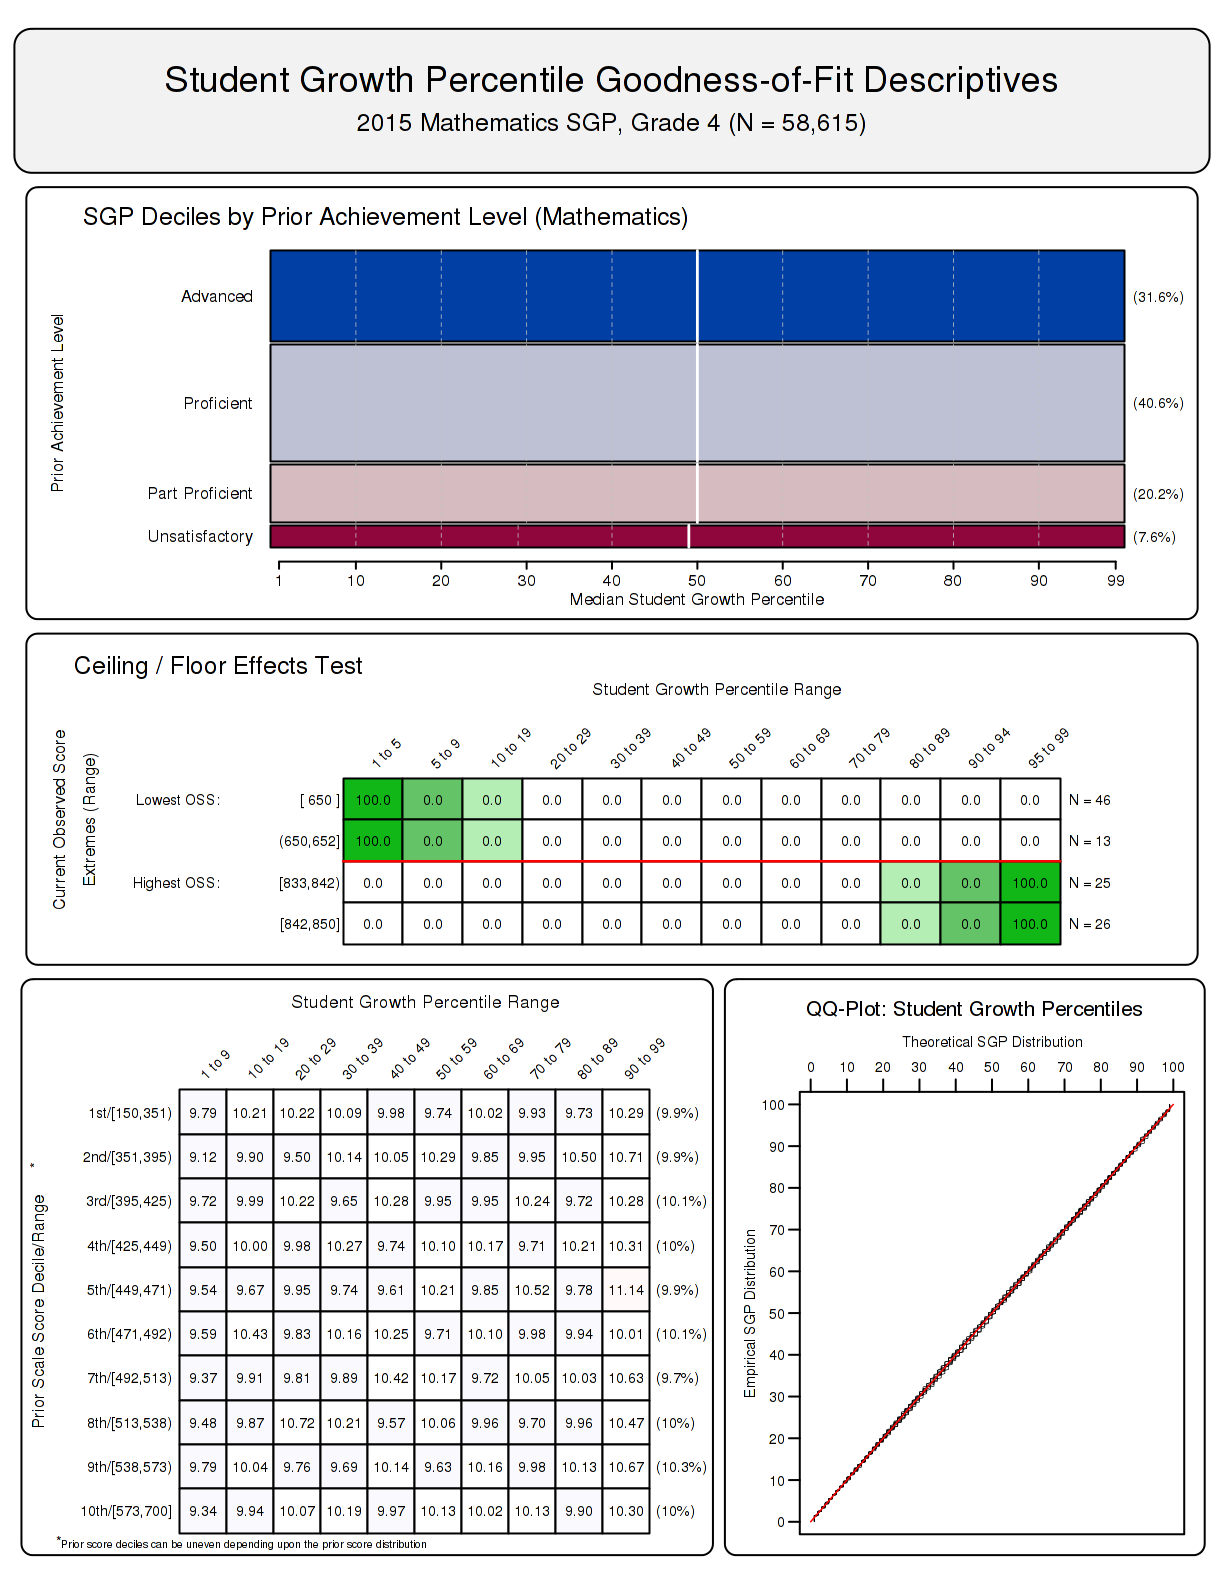 Student Growth Percentile Goodness-of-Fit Descriptives
2015 Mathematics SGP, Grade 4 (N = 58,615)
SGP Deciles by Prior Achievement Level (Mathematics)
Prior Achievement Level
Advanced (31.6%)
Proficient (40.6%)
Part Proficient (20.2%)
Unsatisfactory (7.6%)
1 10 20 30 40 50 60 70 80 90 99
Median Student Growth Percentile
Ceiling / Floor Effects Test
Student Growth Percentile Range
1 to 5 5 to 9 10 to 19 20 to 29 30 to 39 40 to 49 50 to 59 60 to 69 70 to 79 80 to 89 90 to 94 95 to 99
Current Observed Score
Extremes (Range)
Lowest OSS: [ 650 ] 100.0 0.0 0.0 0.0 0.0 0.0 0.0 0.0 0.0 0.0 0.0 0.0 N = 46
(650,652] 100.0 0.0 0.0 0.0 0.0 0.0 0.0 0.0 0.0 0.0 0.0 0.0 N = 13
Highest OSS: [833,842) 0.0 0.0 0.0 0.0 0.0 0.0 0.0 0.0 0.0 0.0 0.0 100.0 N = 25
[842,850] 0.0 0.0 0.0 0.0 0.0 0.0 0.0 0.0 0.0 0.0 0.0 100.0 N = 26
Student Growth Percentile Range
1 to 9 10 to 19 20 to 29 30 to 39 40 to 49 50 to 59 60 to 69 70 to 79 80 to 89 90 to 99
Prior Scale Score Decile/Range *
1st/[150,351) 9.79 10.21 10.22 10.09 9.98 9.74 10.02 9.93 9.73 10.29 (9.9%)
2nd/[351,395) 9.12 9.90 9.50 10.14 10.05 10.29 9.85 9.95 10.50 10.71 (9.9%)
3rd/[395,425) 9.72 9.99 10.22 9.65 10.28 9.95 9.95 10.24 9.72 10.28 (10.1%)
4th/[425,449) 9.50 10.00 9.98 10.27 9.74 10.10 10.17 9.71 10.21 10.31 (10%)
5th/[449,471) 9.54 9.67 9.95 9.74 9.61 10.21 9.85 10.52 9.78 11.14 (9.9%)
6th/[471,492) 9.59 10.43 9.83 10.16 10.25 9.71 10.10 9.98 9.94 10.01 (10.1%)
7th/[492,513) 9.37 9.91 9.81 9.89 10.42 10.17 9.72 10.05 10.03 10.63 (9.7%)
8th/[513,538) 9.48 9.87 10.72 10.21 9.57 10.06 9.96 9.70 9.96 10.47 (10%)
9th/[538,573) 9.79 10.04 9.76 9.69 10.14 9.63 10.16 9.98 10.13 10.67 (10.3%)
10th/[573,700] 9.34 9.94 10.07 10.19 9.97 10.13 10.02 10.13 9.90 10.30 (10%)
*Prior score deciles can be uneven depending upon the prior score distribution
QQ-Plot: Student Growth Percentiles
Theoretical SGP Distribution
0 10 20 30 40 50 60 70 80 90 100
Empirical SGP Distribution
100
90
80
70
60
50
40
30
20
10
0